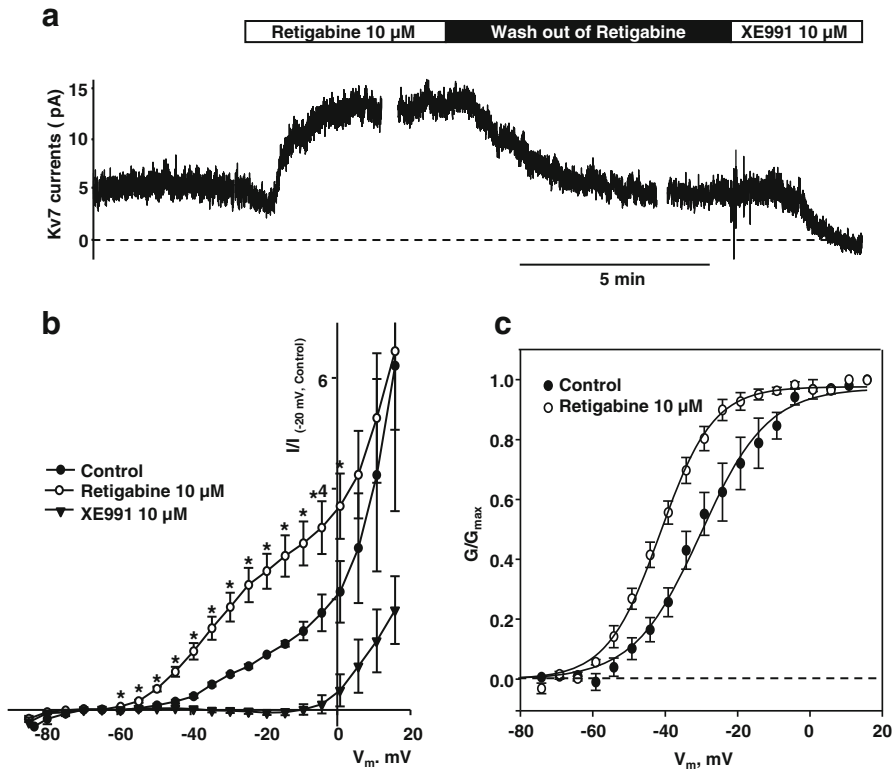 a
Retigabine 10 µM
Wash out of Retigabine
XE991 10 µM
Kv7 currents ( pA)
15
10
5
0
5 min
b
I/I (-20 mV, Control)
6
*4
Control
Retigabine 10 µM
XE991 10 µM
* * * * * * * * * * * *
-80 -60 -40 -20 0 20
Vm. mV
c
Control
Retigabine 10 µM
G/Gmax
1.0
0.8
0.6
0.4
0.2
0.0
-80 -60 -40 -20 0 20
Vm, mV